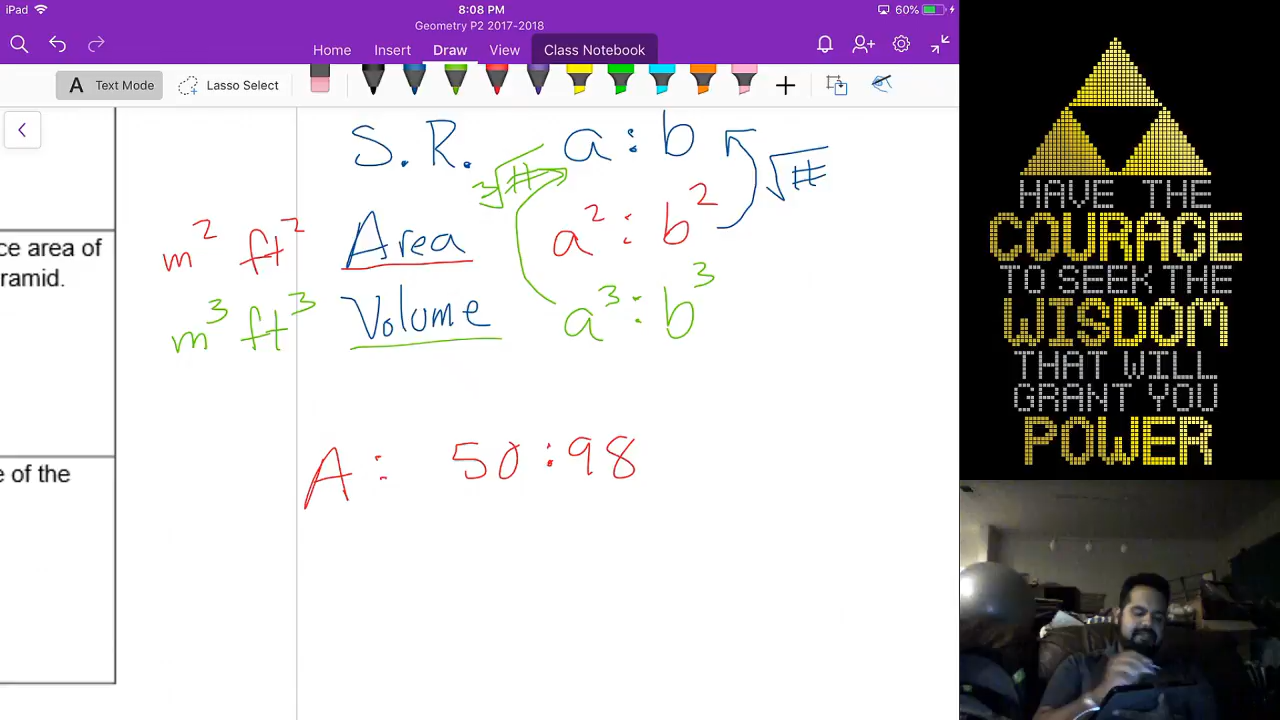 iPad
8:08 PM
60%
Geometry P2 2017-2018
Home Insert Draw View Class Notebook
A Text Mode Lasso Select
S.R. a : b
∛# √#
ce area of
ramid.
m² ft² Area a² : b²
m³ ft³ Volume a³ : b³
A : 50 : 98
e of the
HAVE THE
COURAGE
TO SEEK THE
WISDOM
THAT WILL
GRANT YOU
POWER